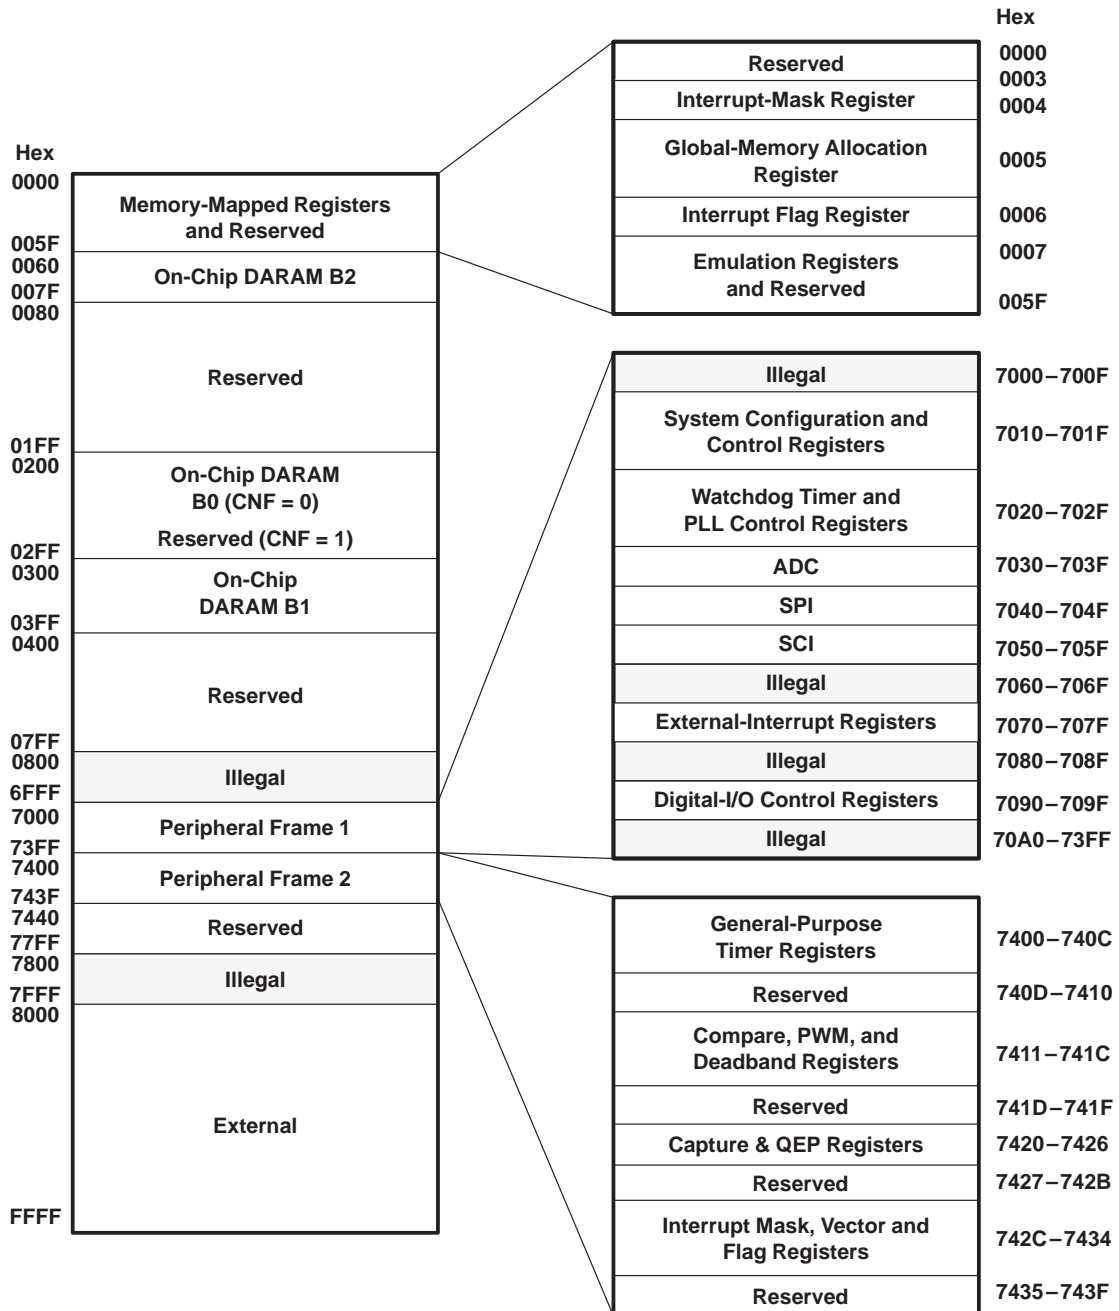 Hex
0000
Memory-Mapped Registers
and Reserved
005F
0060
On-Chip DARAM B2
007F
0080
Reserved
01FF
0200
On-Chip DARAM
B0 (CNF = 0)
Reserved (CNF = 1)
02FF
0300
On-Chip
DARAM B1
03FF
0400
Reserved
07FF
0800
Illegal
6FFF
7000
Peripheral Frame 1
73FF
7400
Peripheral Frame 2
743F
7440
Reserved
77FF
7800
Illegal
7FFF
8000
External
FFFF
Hex
Reserved
0000
0003
Interrupt-Mask Register
0004
Global-Memory Allocation
Register
0005
Interrupt Flag Register
0006
Emulation Registers
and Reserved
0007
005F
Illegal
7000–700F
System Configuration and
Control Registers
7010–701F
Watchdog Timer and
PLL Control Registers
7020–702F
ADC
7030–703F
SPI
7040–704F
SCI
7050–705F
Illegal
7060–706F
External-Interrupt Registers
7070–707F
Illegal
7080–708F
Digital-I/O Control Registers
7090–709F
Illegal
70A0–73FF
General-Purpose
Timer Registers
7400–740C
Reserved
740D–7410
Compare, PWM, and
Deadband Registers
7411–741C
Reserved
741D–741F
Capture & QEP Registers
7420–7426
Reserved
7427–742B
Interrupt Mask, Vector and
Flag Registers
742C–7434
Reserved
7435–743F